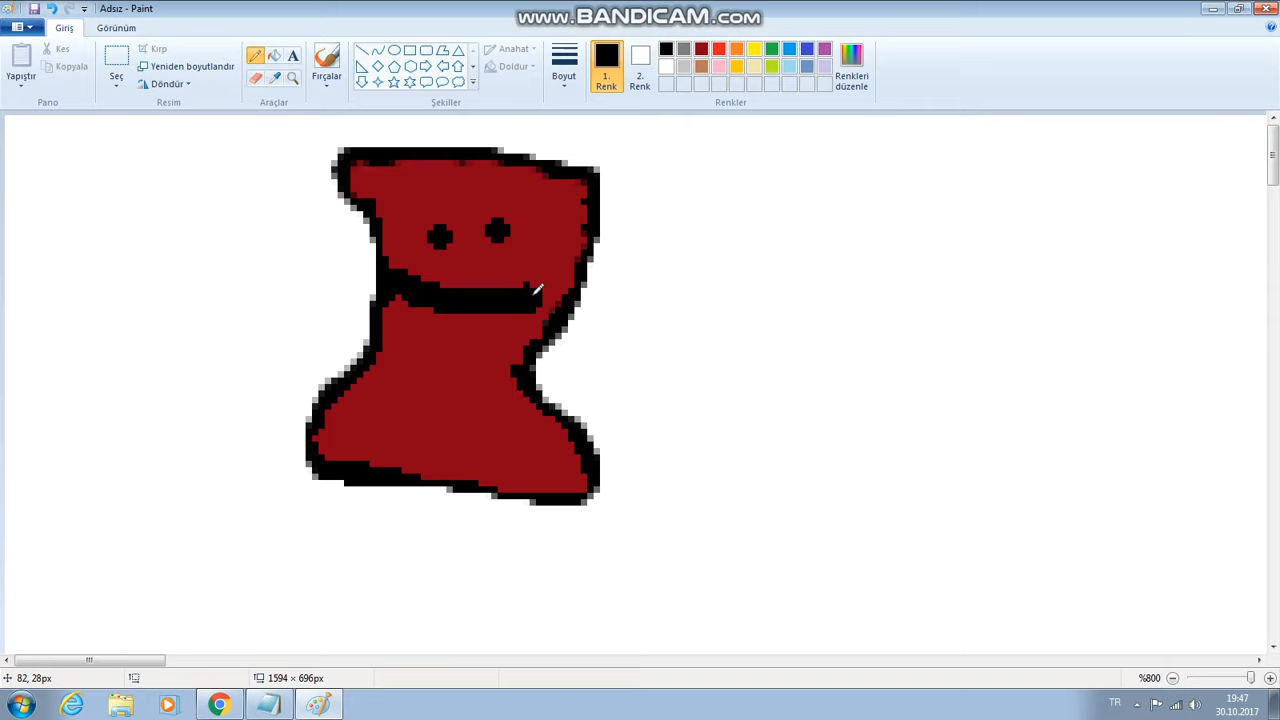 Adsız - Paint
www.BANDICAM.com
Giriş Görünüm
Yapıştır
Kes
Kopyala
Pano
Seç
Kırp
Yeniden boyutlandır
Döndür
Resim
A
Araçlar
Fırçalar
Şekiller
Anahat
Doldur
Boyut
1.
Renk
2.
Renk
Renkler
Renkleri
düzenle
82, 28px
1594 × 696px
%800
TR
19:47
30.10.2017